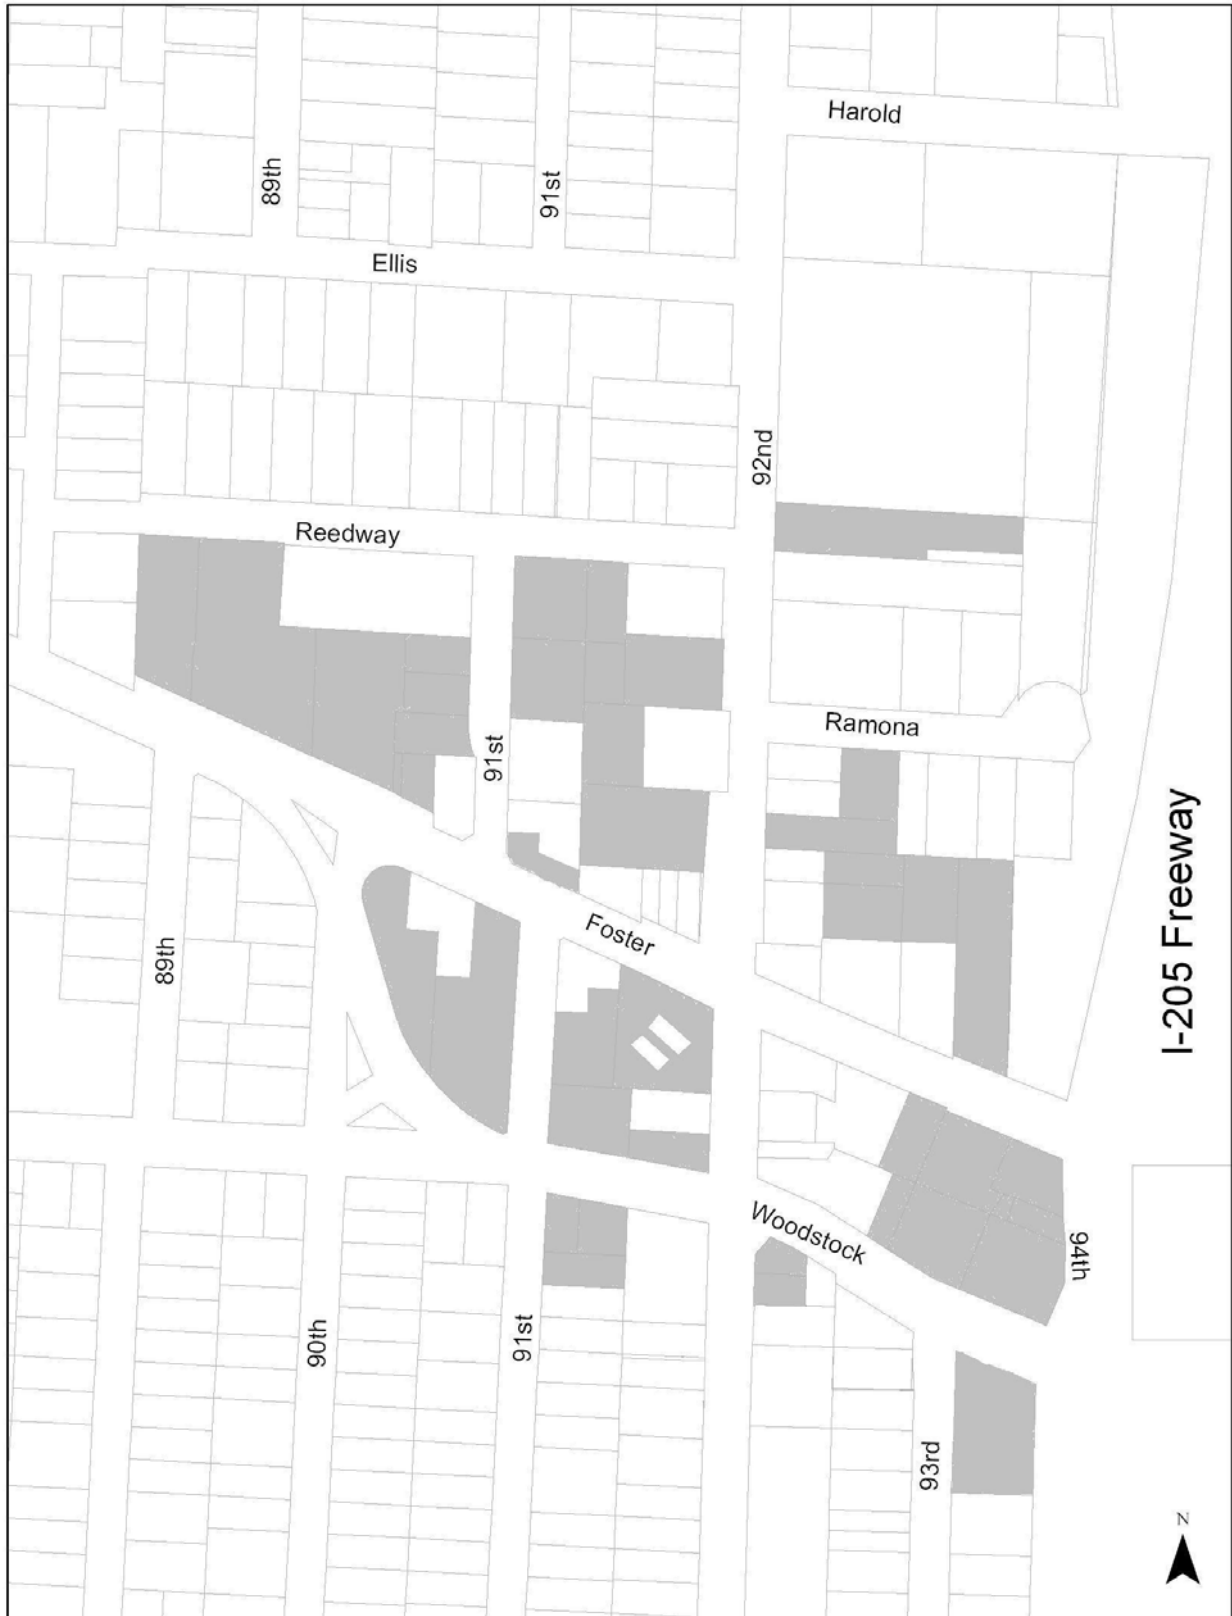 Harold
89th
91st
Ellis
92nd
Reedway
Ramona
91st
I-205 Freeway
Foster
89th
Woodstock
94th
90th
91st
93rd
N